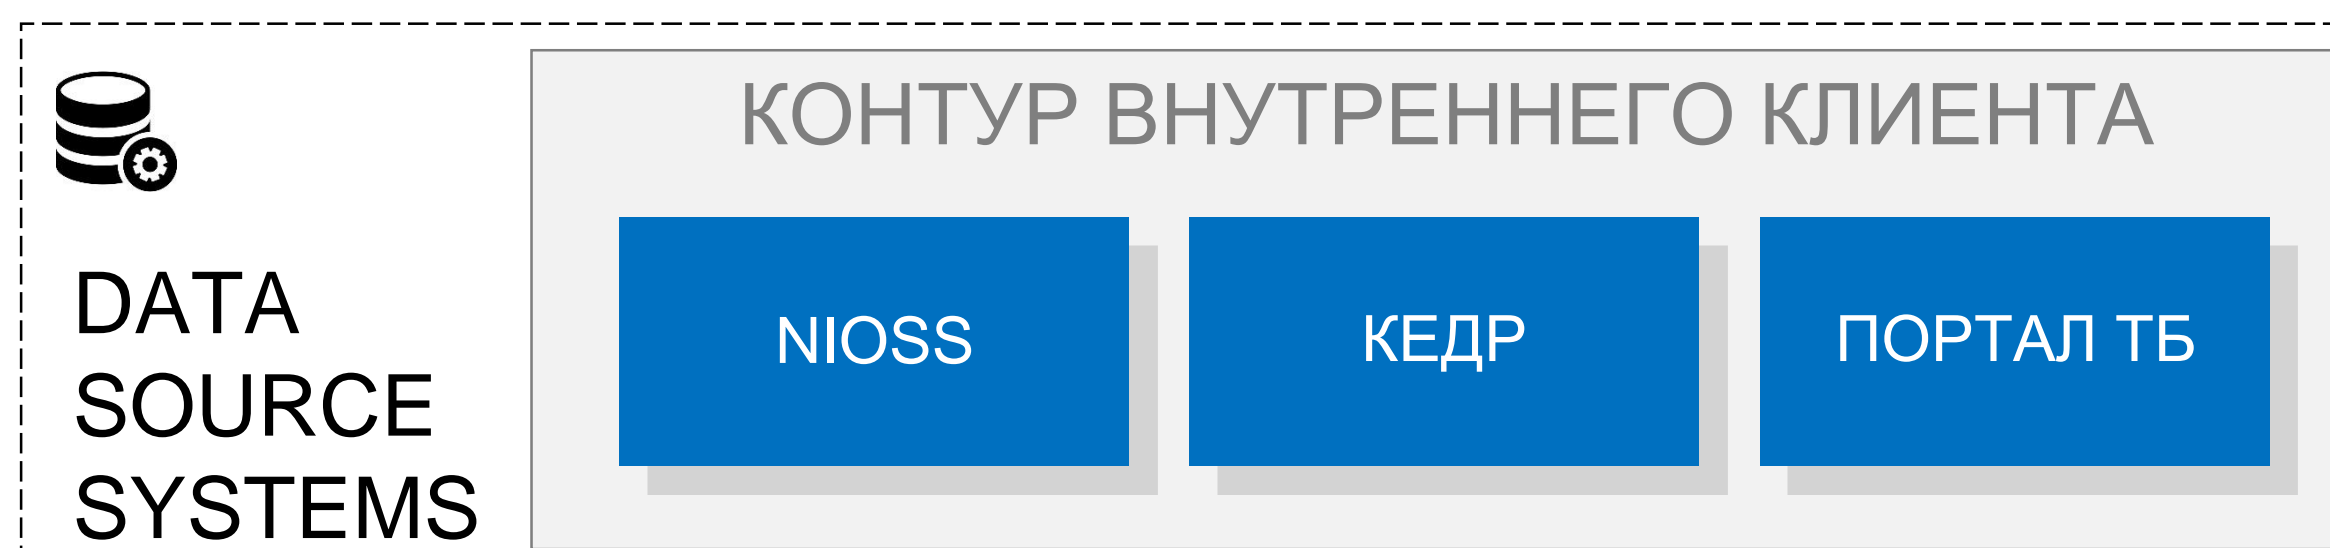 DATA
SOURCE
SYSTEMS
КОНТУР ВНУТРЕННЕГО КЛИЕНТА
NIOSS
КЕДР
ПОРТАЛ ТБ